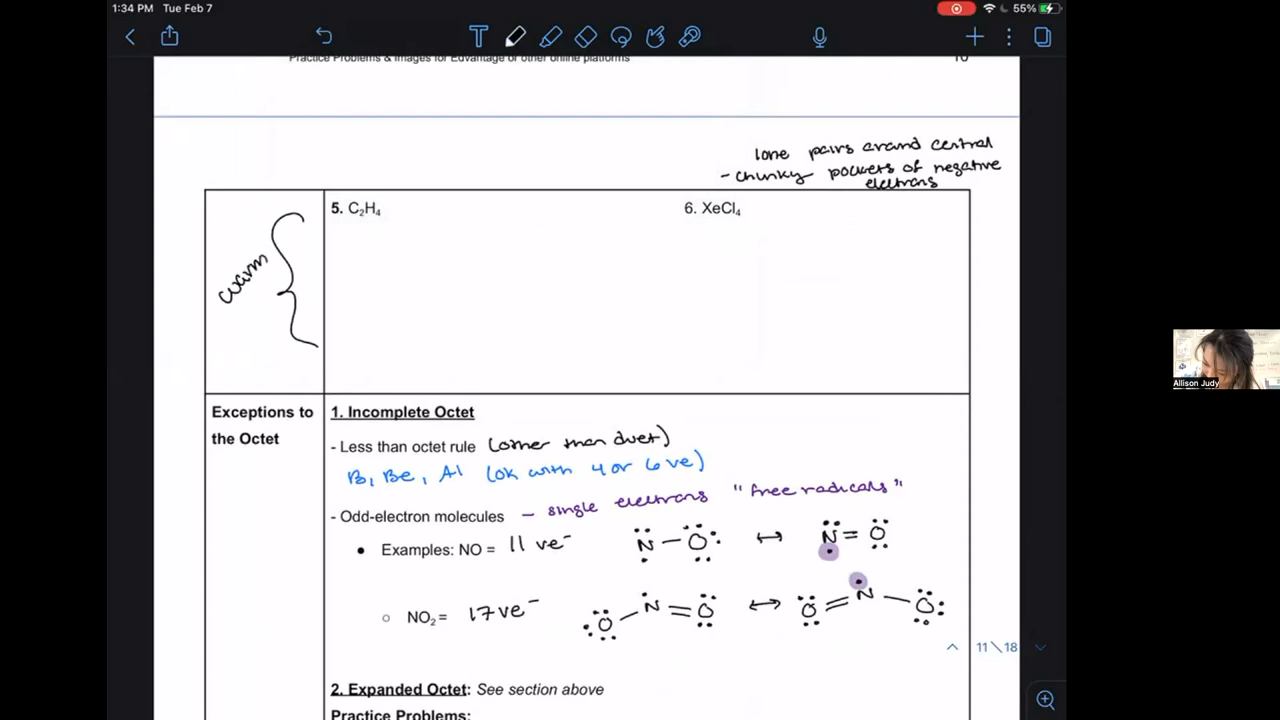 1:34 PM Tue Feb 7
55%
Practice Problems & Images for Edvantage or other online platforms 10
lone pairs around central
- chunky pockets of negative
electrons
5. C₂H₄
6. XeCl₄
warm
Exceptions to
the Octet
1. Incomplete Octet
- Less than octet rule (other than duet)
B, Be, Al (ok with 4 or 6 ve)
- Odd-electron molecules – single electrons "free radicals"
• Examples: NO = 11 ve⁻ N – O ↔ N = O
○ NO₂ = 17 ve⁻ O – N = O ↔ O = N – O
11\18
2. Expanded Octet: See section above
Practice Problems:
Allison Judy